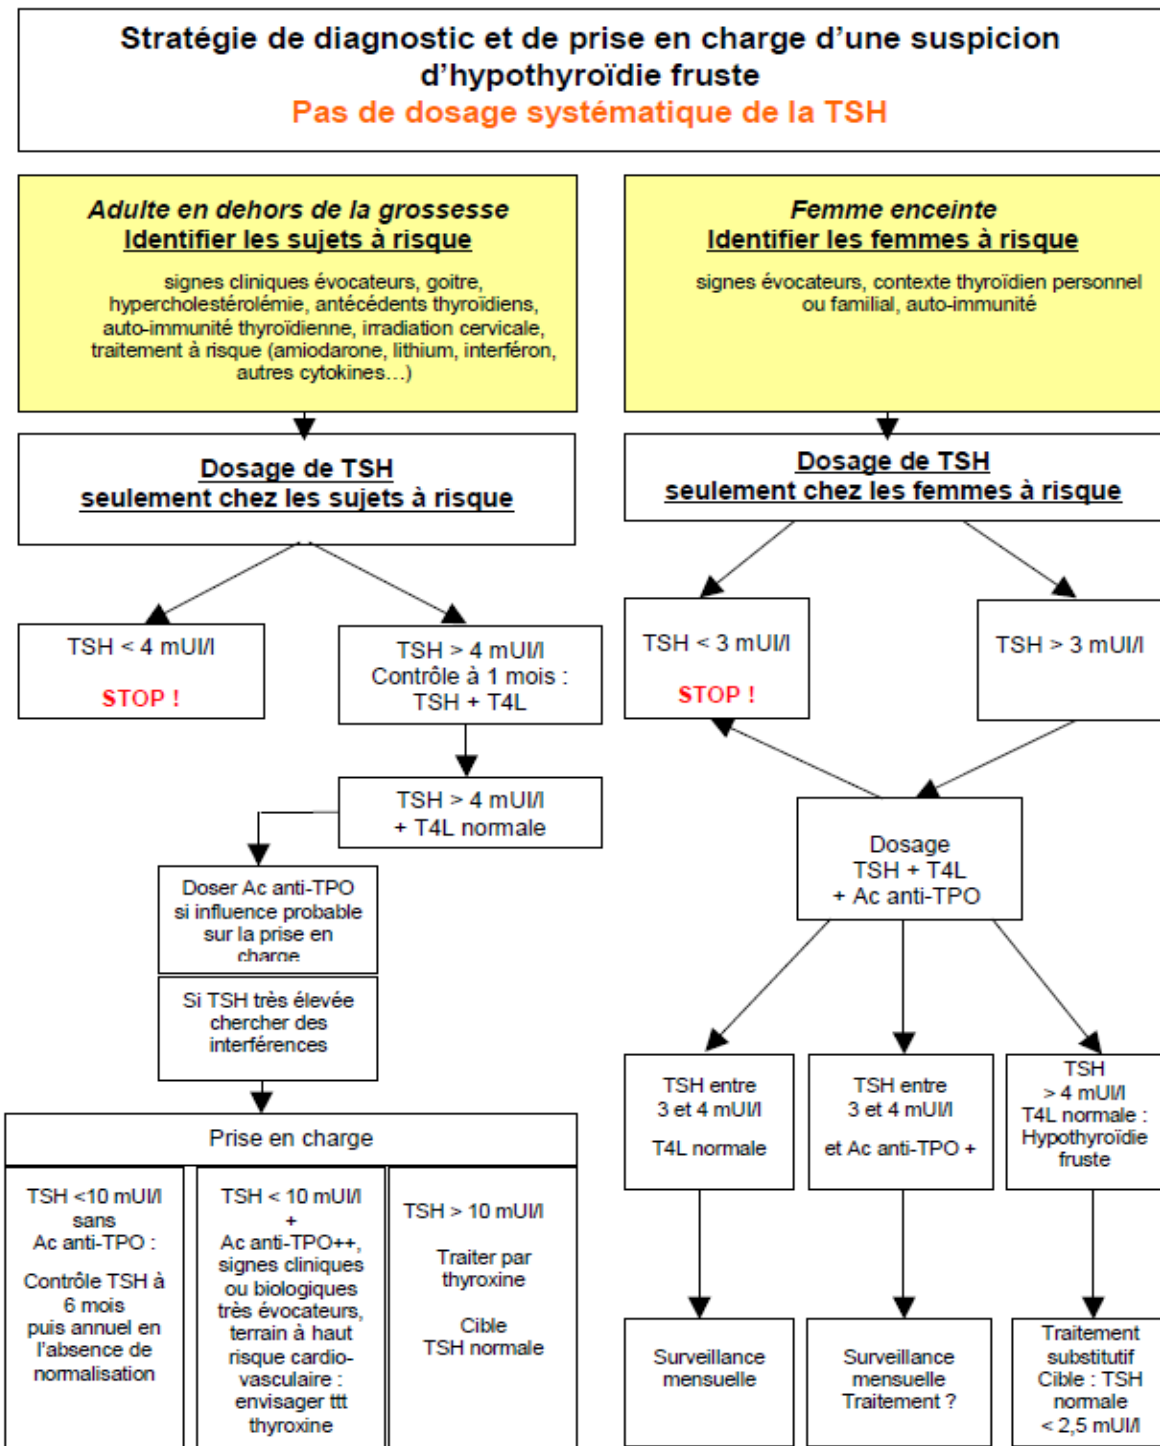 Stratégie de diagnostic et de prise en charge d'une suspicion
d'hypothyroïdie fruste
Pas de dosage systématique de la TSH
Adulte en dehors de la grossesse
Identifier les sujets à risque
signes cliniques évocateurs, goitre,
hypercholestérolémie, antécédents thyroïdiens,
auto-immunité thyroïdienne, irradiation cervicale,
traitement à risque (amiodarone, lithium, interféron,
autres cytokines…)
Femme enceinte
Identifier les femmes à risque
signes évocateurs, contexte thyroïdien personnel
ou familial, auto-immunité
Dosage de TSH
seulement chez les sujets à risque
Dosage de TSH
seulement chez les femmes à risque
TSH < 4 mUI/l
STOP !
TSH > 4 mUI/l
Contrôle à 1 mois :
TSH + T4L
TSH < 3 mUI/l
STOP !
TSH > 3 mUI/l
TSH > 4 mUI/l
+ T4L normale
Dosage
TSH + T4L
+ Ac anti-TPO
Doser Ac anti-TPO
si influence probable
sur la prise en
charge
Si TSH très élevée
chercher des
interférences
TSH entre
3 et 4 mUI/l
T4L normale
TSH entre
3 et 4 mUI/l
et Ac anti-TPO +
TSH
> 4 mUI/l
T4L normale :
Hypothyroïdie
fruste
Prise en charge
TSH <10 mUI/l
sans
Ac anti-TPO :
Contrôle TSH à
6 mois
puis annuel en
l'absence de
normalisation
TSH < 10 mUI/l
+
Ac anti-TPO++,
signes cliniques
ou biologiques
très évocateurs,
terrain à haut
risque cardio-
vasculaire :
envisager ttt
thyroxine
TSH > 10 mUI/l
Traiter par
thyroxine
Cible
TSH normale
Surveillance
mensuelle
Surveillance
mensuelle
Traitement ?
Traitement
substitutif
Cible : TSH
normale
< 2,5 mUI/l